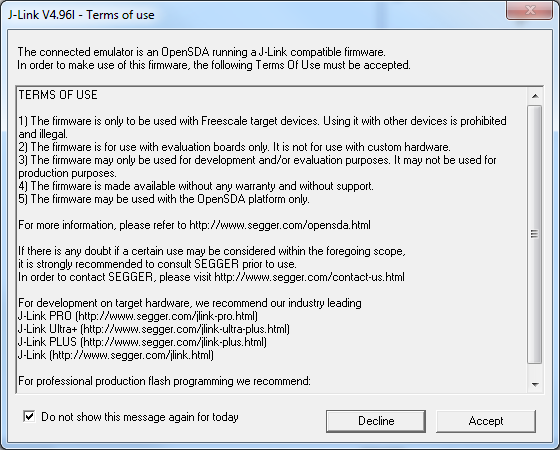 J-Link V4.96l - Terms of use
The connected emulator is an OpenSDA running a J-Link compatible firmware.
In order to make use of this firmware, the following Terms Of Use must be accepted.
TERMS OF USE
1) The firmware is only to be used with Freescale target devices. Using it with other devices is prohibited
and illegal.
2) The firmware is for use with evaluation boards only. It is not for use with custom hardware.
3) The firmware may only be used for development and/or evaluation purposes. It may not be used for
production purposes.
4) The firmware is made available without any warranty and without support.
5) The firmware may be used with the OpenSDA platform only.
For more information, please refer to http://www.segger.com/opensda.html
If there is any doubt if a certain use may be considered within the foregoing scope,
it is strongly recommended to consult SEGGER prior to use.
In order to contact SEGGER, please visit http://www.segger.com/contact-us.html
For development on target hardware, we recommend our industry leading
J-Link PRO (http://www.segger.com/jlink-pro.html)
J-Link Ultra+ (http://www.segger.com/jlink-ultra-plus.html)
J-Link PLUS (http://www.segger.com/jlink-plus.html)
J-Link (http://www.segger.com/jlink.html)
For professional production flash programming we recommend:
Do not show this message again for today
Decline
Accept